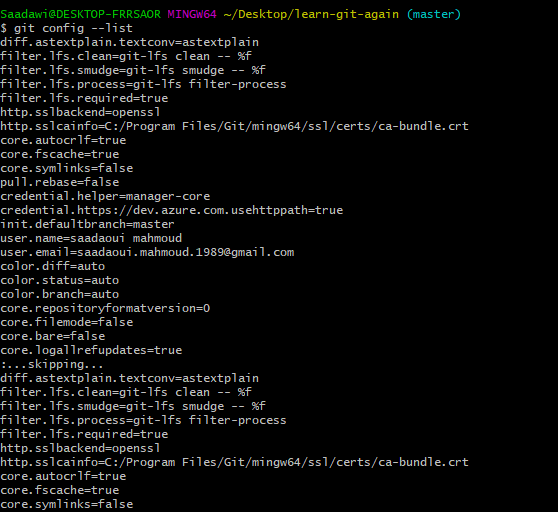 Saadawi@DESKTOP-FRRSAOR MINGW64 ~/Desktop/learn-git-again (master)
$ git config --list
diff.astextplain.textconv=astextplain
filter.lfs.clean=git-lfs clean -- %f
filter.lfs.smudge=git-lfs smudge -- %f
filter.lfs.process=git-lfs filter-process
filter.lfs.required=true
http.sslbackend=openssl
http.sslcainfo=C:/Program Files/Git/mingw64/ssl/certs/ca-bundle.crt
core.autocrlf=true
core.fscache=true
core.symlinks=false
pull.rebase=false
credential.helper=manager-core
credential.https://dev.azure.com.usehttppath=true
init.defaultbranch=master
user.name=saadaoui mahmoud
user.email=saadaoui.mahmoud.1989@gmail.com
color.diff=auto
color.status=auto
color.branch=auto
core.repositoryformatversion=0
core.filemode=false
core.bare=false
core.logallrefupdates=true
:...skipping...
diff.astextplain.textconv=astextplain
filter.lfs.clean=git-lfs clean -- %f
filter.lfs.smudge=git-lfs smudge -- %f
filter.lfs.process=git-lfs filter-process
filter.lfs.required=true
http.sslbackend=openssl
http.sslcainfo=C:/Program Files/Git/mingw64/ssl/certs/ca-bundle.crt
core.autocrlf=true
core.fscache=true
core.symlinks=false